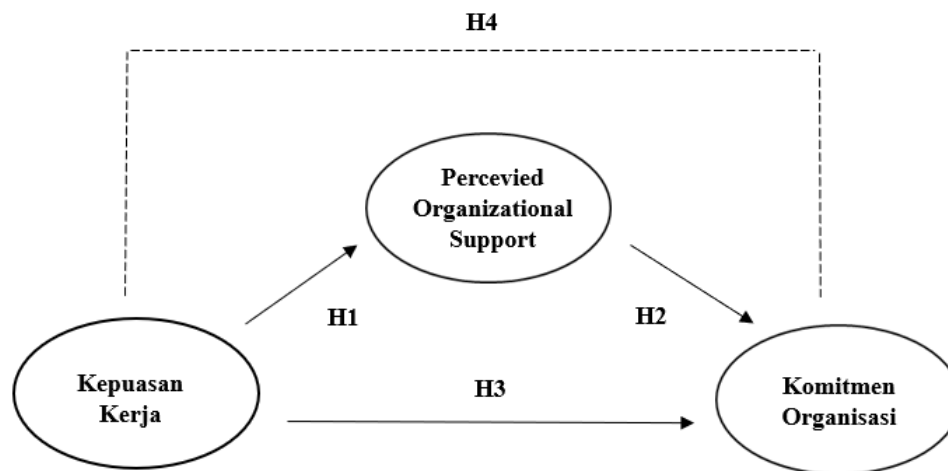 H4
Percevied
Organizational
Support
H1
H2
Kepuasan
Kerja
H3
Komitmen
Organisasi